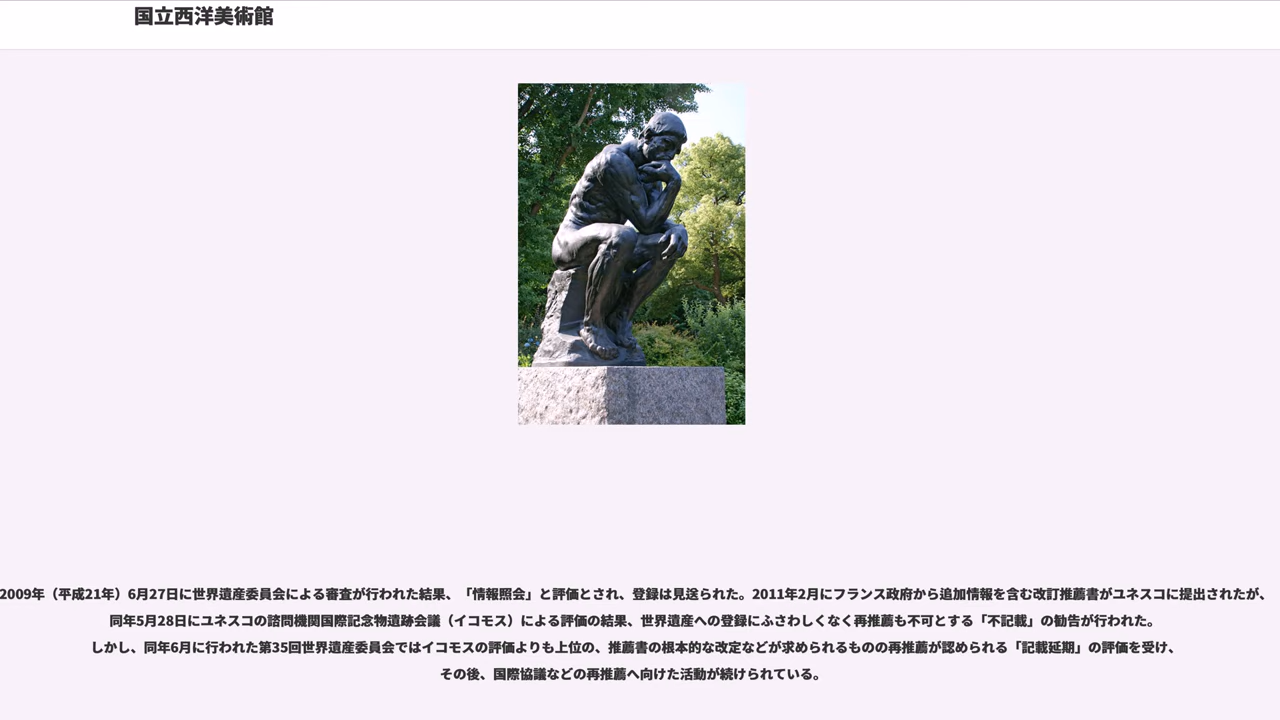 国立西洋美術館
2009年（平成21年）6月27日に世界遺産委員会による審査が行われた結果、「情報照会」と評価とされ、登録は見送られた。2011年2月にフランス政府から追加情報を含む改訂推薦書がユネスコに提出されたが、
同年5月28日にユネスコの諮問機関国際記念物遺跡会議（イコモス）による評価の結果、世界遺産への登録にふさわしくなく再推薦も不可とする「不記載」の勧告が行われた。
しかし、同年6月に行われた第35回世界遺産委員会ではイコモスの評価よりも上位の、推薦書の根本的な改定などが求められるものの再推薦が認められる「記載延期」の評価を受け、
その後、国際協議などの再推薦へ向けた活動が続けられている。